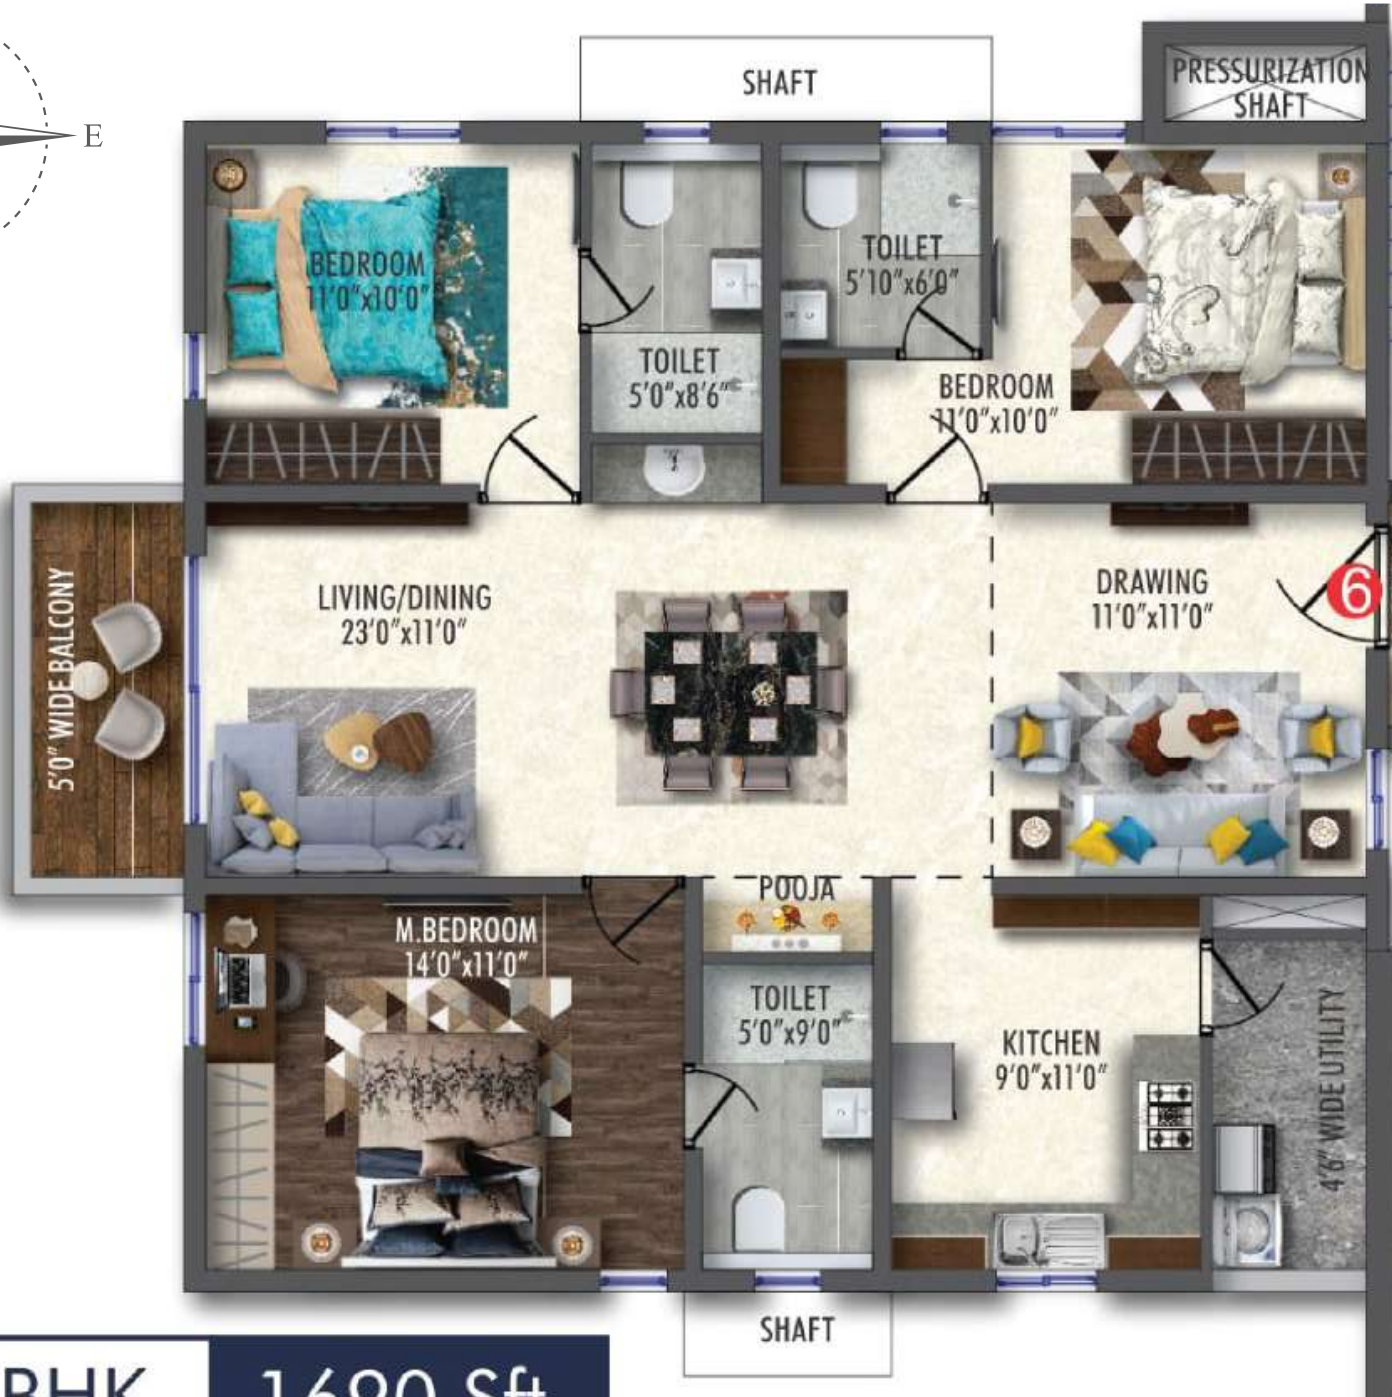 SHAFT
PRESSURIZATION
SHAFT
E
BEDROOM
11'0"x10'0"
TOILET
5'0"x8'6"
TOILET
5'10"x6'0"
BEDROOM
11'0"x10'0"
5'0" WIDE BALCONY
LIVING/DINING
23'0"x11'0"
DRAWING
11'0"x11'0"
6
M.BEDROOM
14'0"x11'0"
POOJA
TOILET
5'0"x9'0"
KITCHEN
9'0"x11'0"
4'6" WIDE UTILITY
SHAFT
BHK
1690 Sft